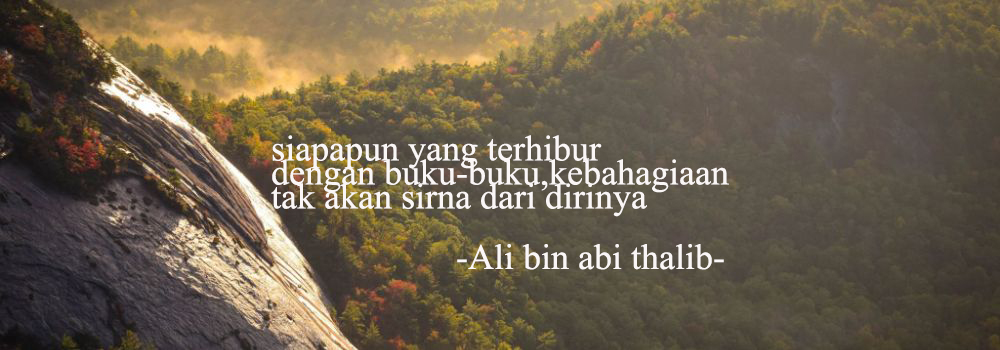 siapapun yang terhibur
dengan buku-buku,kebahagiaan
tak akan sirna dari dirinya
-Ali bin abi thalib-